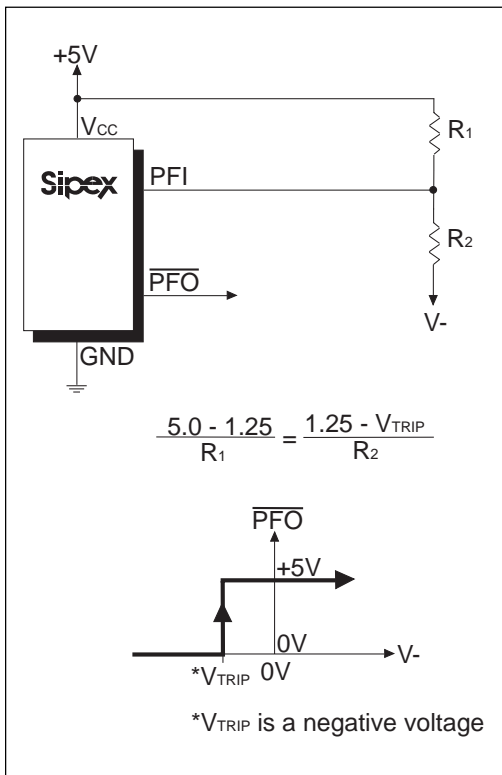 +5V
VCC
Sipex
PFI
R1
R2
PFO
V-
GND
5.0 - 1.25 / R1 = 1.25 - VTRIP / R2
PFO
+5V
0V
V-
*VTRIP 0V
*VTRIP is a negative voltage